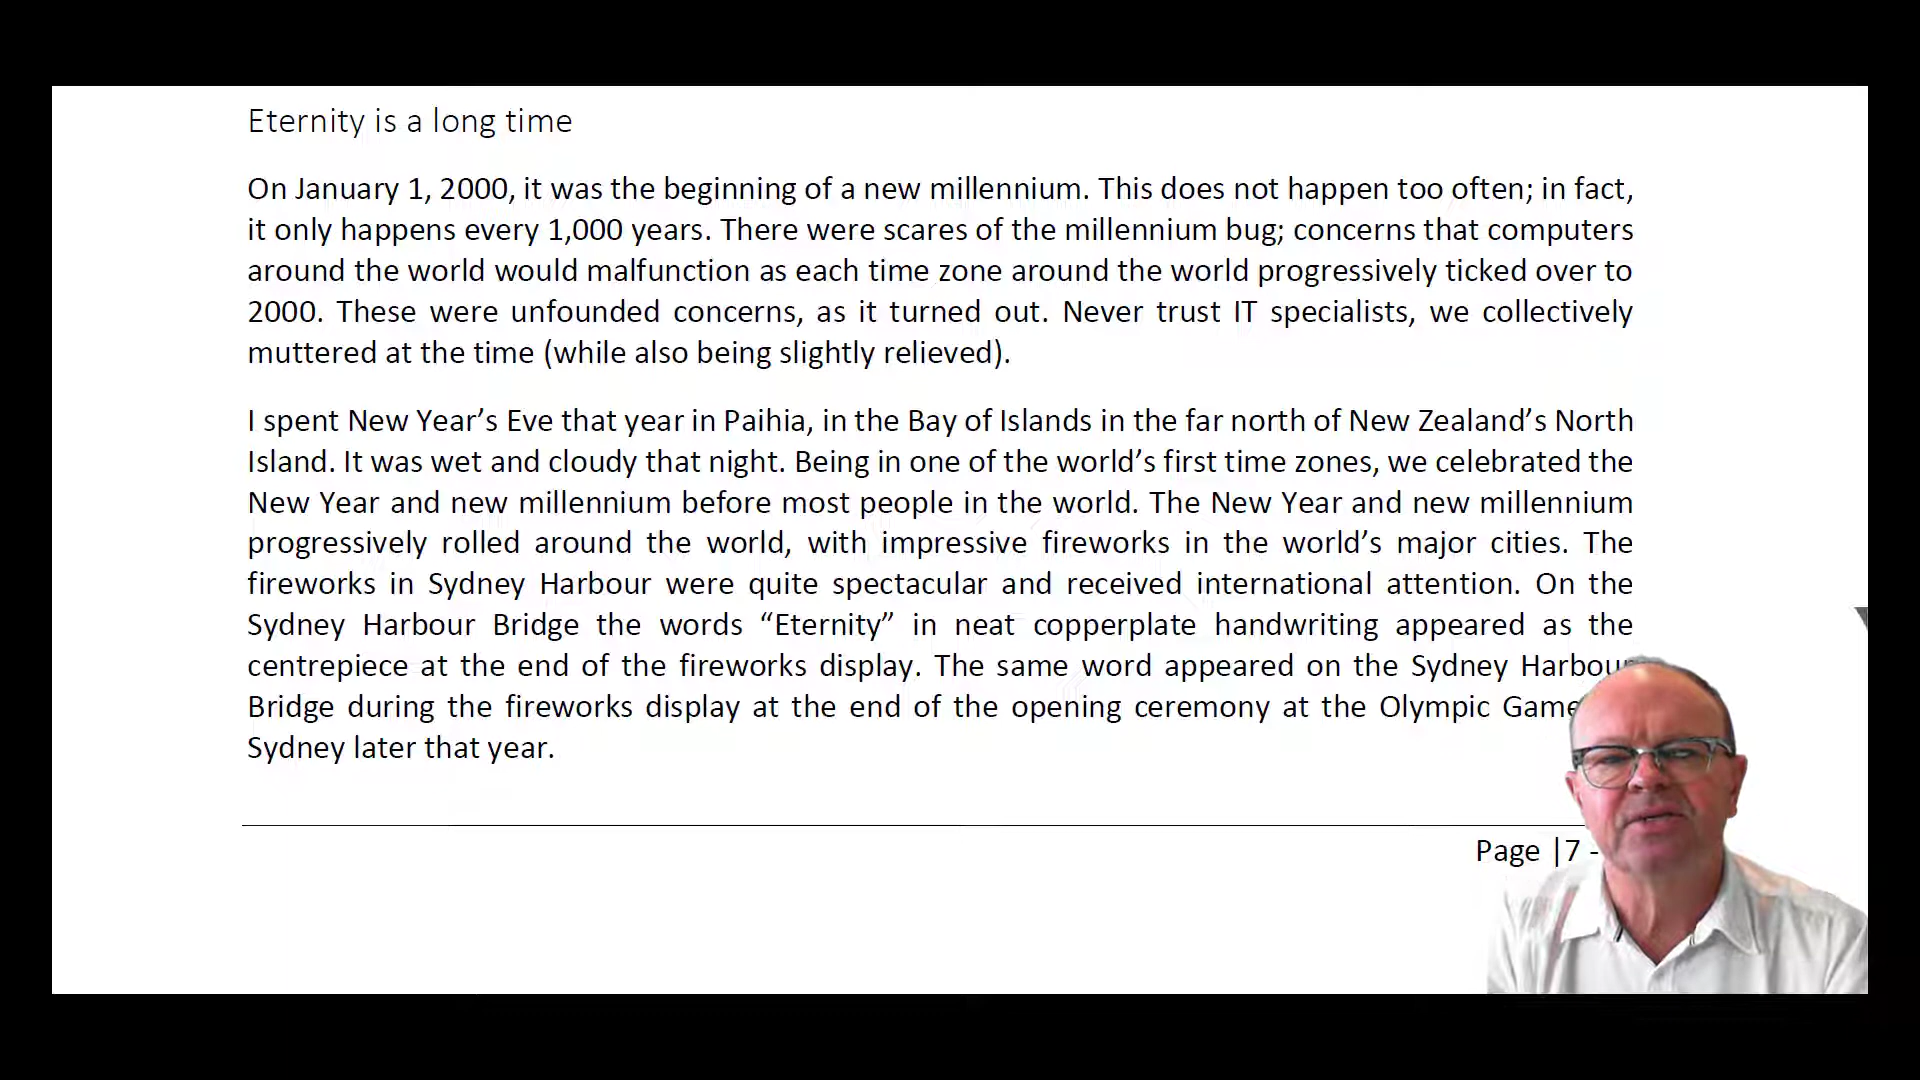 Eternity is a long time
On January 1, 2000, it was the beginning of a new millennium. This does not happen too often; in fact,
it only happens every 1,000 years. There were scares of the millennium bug; concerns that computers
around the world would malfunction as each time zone around the world progressively ticked over to
2000. These were unfounded concerns, as it turned out. Never trust IT specialists, we collectively
muttered at the time (while also being slightly relieved).
I spent New Year’s Eve that year in Paihia, in the Bay of Islands in the far north of New Zealand’s North
Island. It was wet and cloudy that night. Being in one of the world’s first time zones, we celebrated the
New Year and new millennium before most people in the world. The New Year and new millennium
progressively rolled around the world, with impressive fireworks in the world’s major cities. The
fireworks in Sydney Harbour were quite spectacular and received international attention. On the
Sydney Harbour Bridge the words “Eternity” in neat copperplate handwriting appeared as the
centrepiece at the end of the fireworks display. The same word appeared on the Sydney Harbour
Bridge during the fireworks display at the end of the opening ceremony at the Olympic Game
Sydney later that year.
Page |7 -